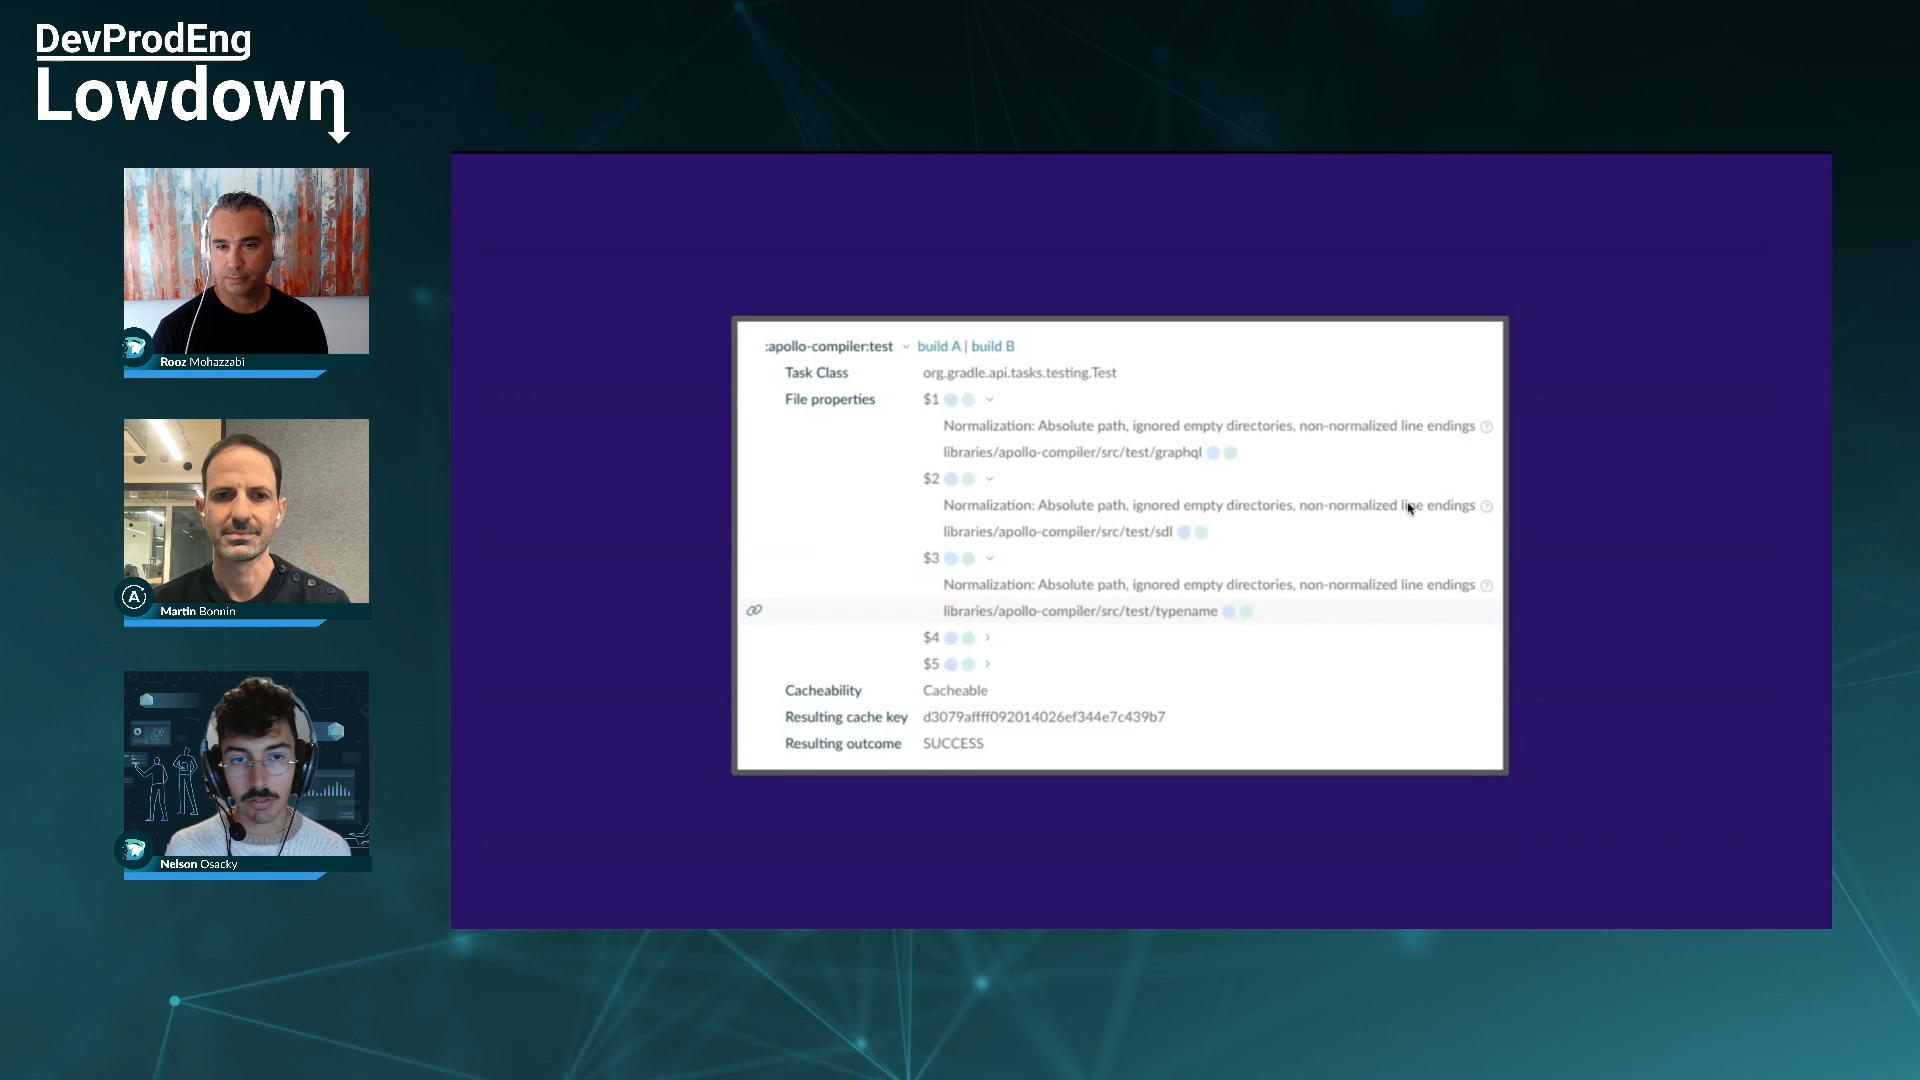 DevProdEng
Lowdown
Rooz Mohazzabi
Martin Bonnin
Nelson Osacky
:apollo-compiler:test build A | build B
Task Class org.gradle.api.tasks.testing.Test
File properties $1
Normalization: Absolute path, ignored empty directories, non-normalized line endings
libraries/apollo-compiler/src/test/graphql
$2
Normalization: Absolute path, ignored empty directories, non-normalized line endings
libraries/apollo-compiler/src/test/sdl
$3
Normalization: Absolute path, ignored empty directories, non-normalized line endings
libraries/apollo-compiler/src/test/typename
$4
$5
Cacheability Cacheable
Resulting cache key d3079affff092014026ef344e7c439b7
Resulting outcome SUCCESS